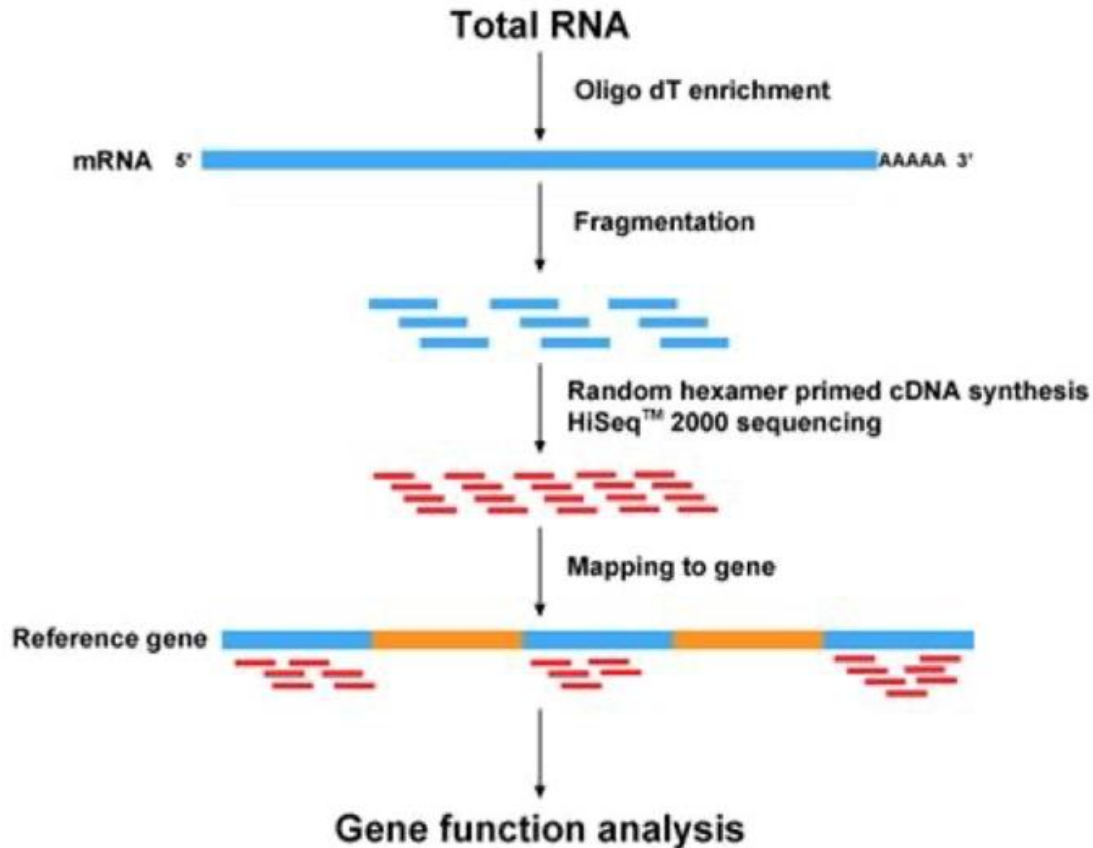 Total RNA
Oligo dT enrichment
mRNA 5' AAAAA 3'
Fragmentation
Random hexamer primed cDNA synthesis
HiSeq™ 2000 sequencing
Mapping to gene
Reference gene
Gene function analysis